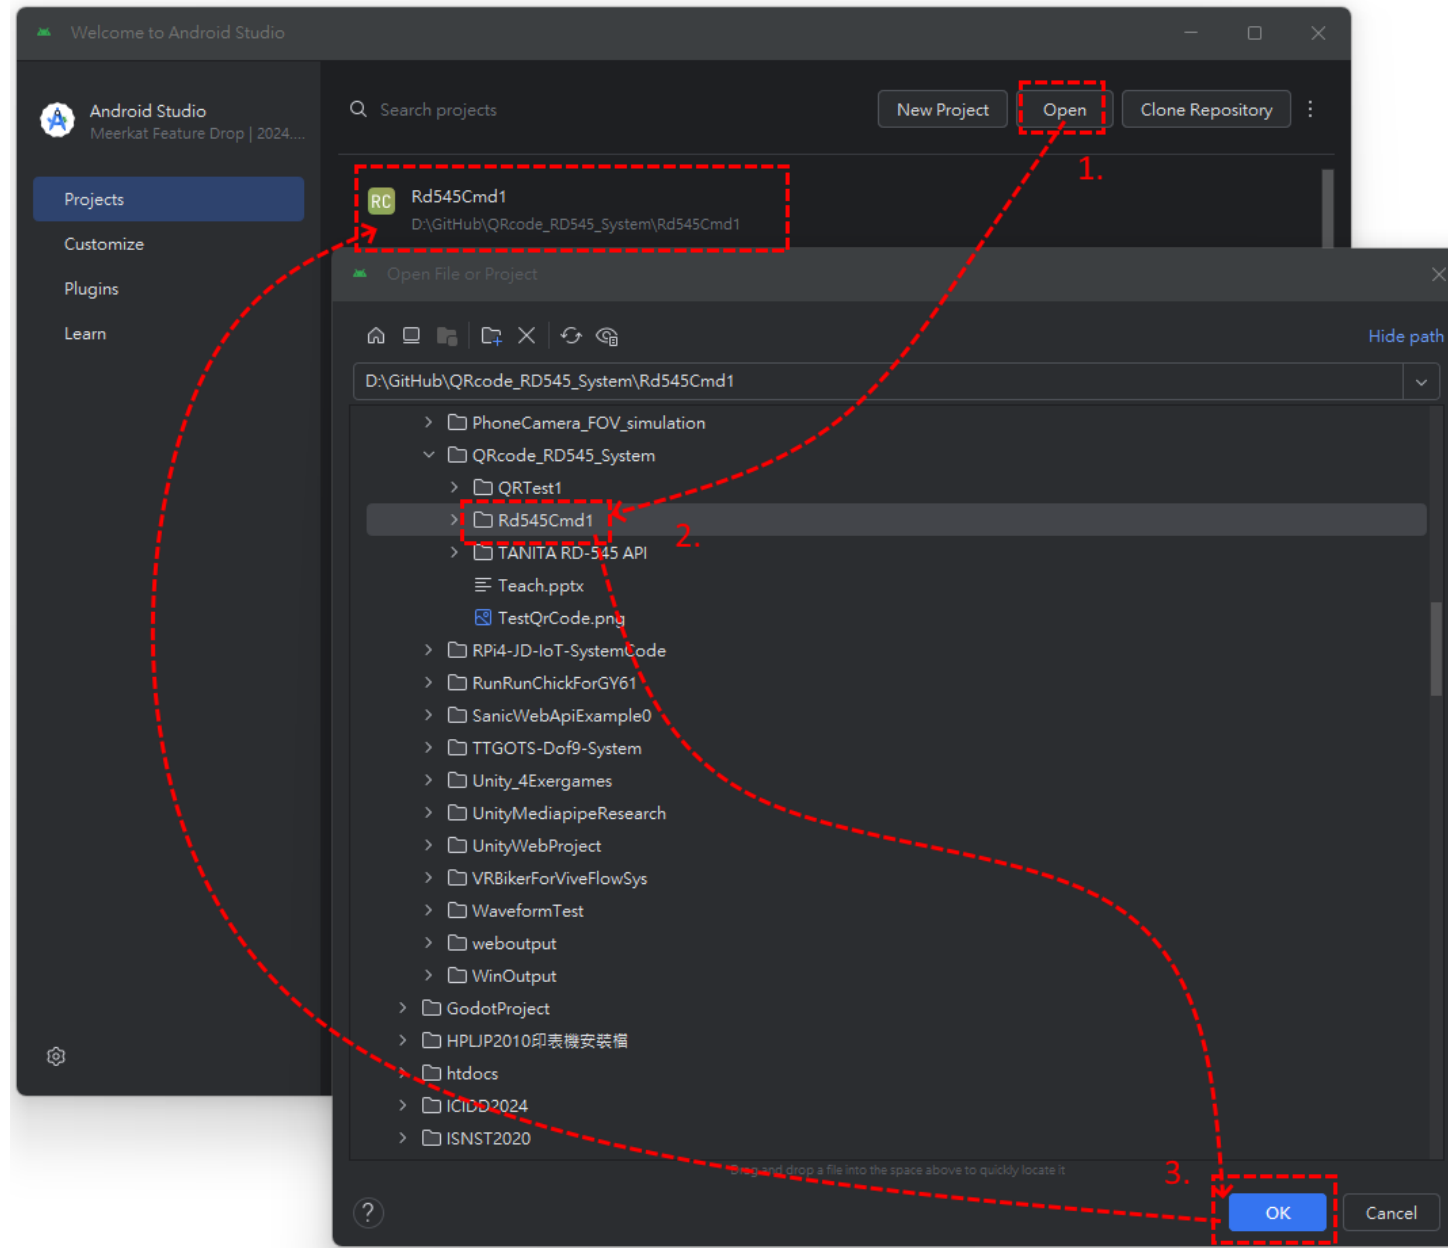 Welcome to Android Studio
Android Studio
Meerkat Feature Drop | 2024....
Search projects
New Project
Open
Clone Repository
1.
Projects
Customize
Plugins
Learn
RC
Rd545Cmd1
D:\GitHub\QRcode_RD545_System\Rd545Cmd1
Open File or Project
Hide path
D:\GitHub\QRcode_RD545_System\Rd545Cmd1
PhoneCamera_FOV_simulation
QRcode_RD545_System
QRTest1
Rd545Cmd1
2.
TANITA RD-545 API
Teach.pptx
TestQrCode.png
RPi4-JD-IoT-SystemCode
RunRunChickForGY61
SanicWebApiExample0
TTGOTS-Dof9-System
Unity_4Exergames
UnityMediapipeResearch
UnityWebProject
VRBikerForViveFlowSys
WaveformTest
weboutput
WinOutput
GodotProject
HPLJP2010印表機安裝檔
htdocs
ICIDD2024
ISNST2020
Drag and drop a file into the space above to quickly locate it
3.
?
OK
Cancel